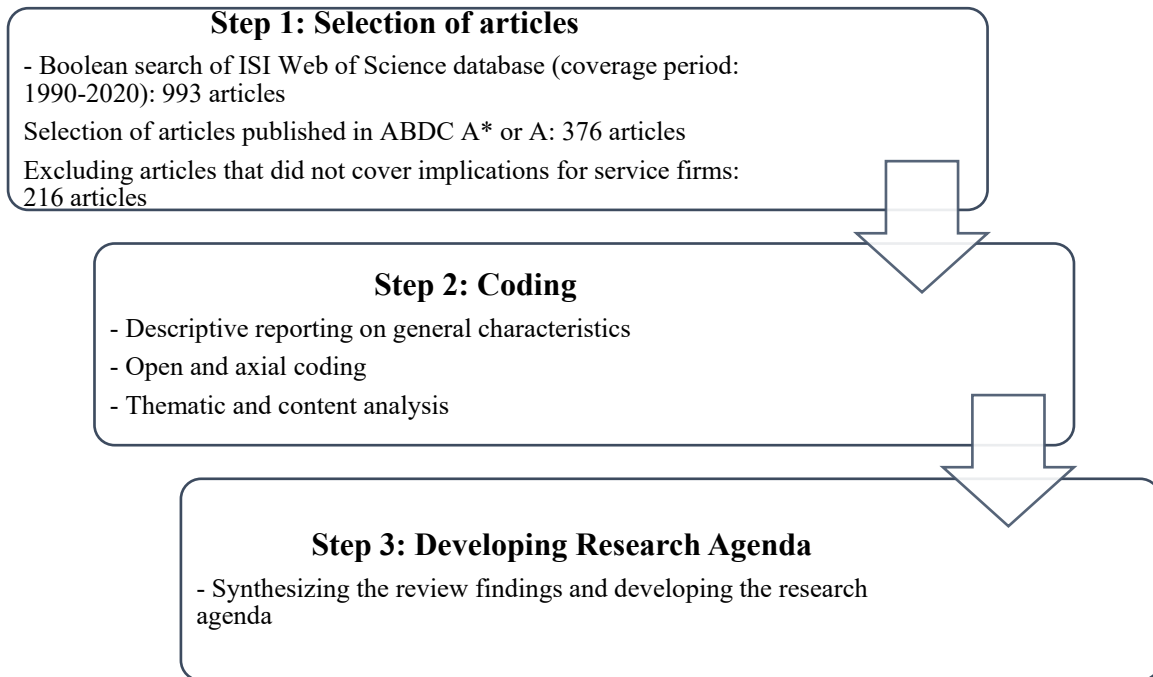 Step 1: Selection of articles
- Boolean search of ISI Web of Science database (coverage period:
1990-2020): 993 articles
Selection of articles published in ABDC A* or A: 376 articles
Excluding articles that did not cover implications for service firms:
216 articles
Step 2: Coding
- Descriptive reporting on general characteristics
- Open and axial coding
- Thematic and content analysis
Step 3: Developing Research Agenda
- Synthesizing the review findings and developing the research
agenda